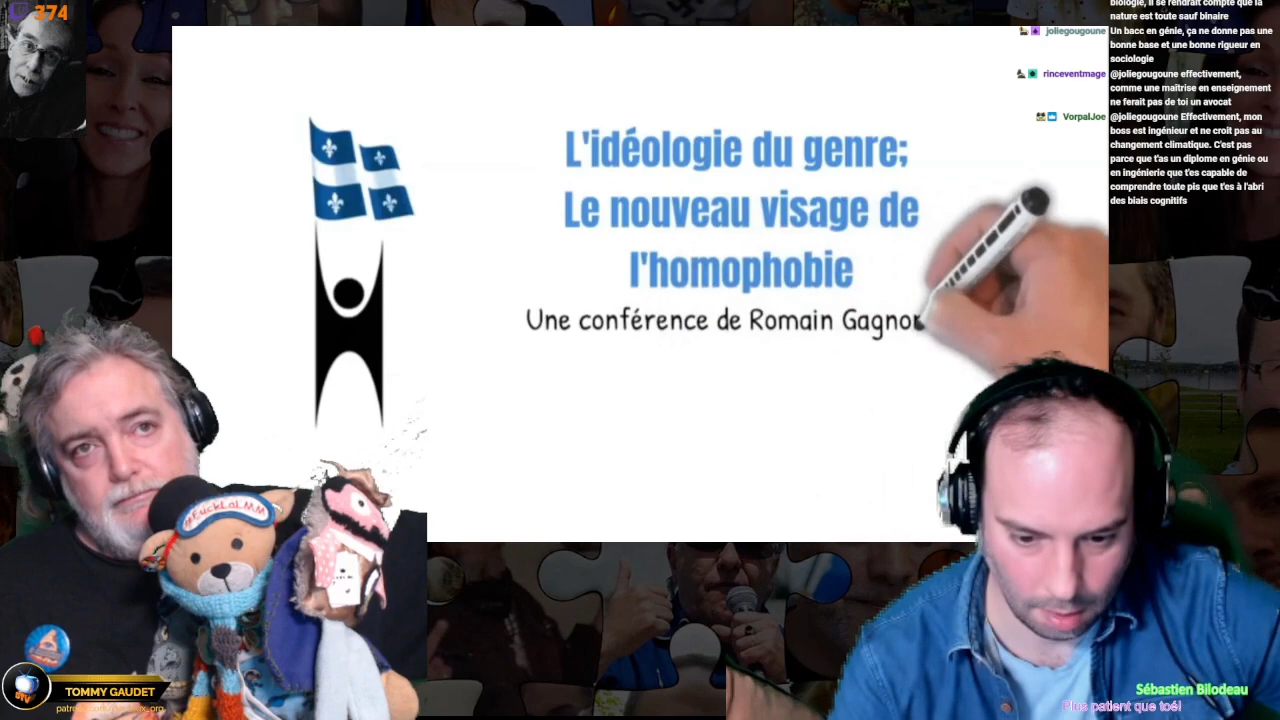 374
biologie, il se rendrait compte que la
nature est toute sauf binaire
joliegougoune
Un bacc en génie, ça ne donne pas une
bonne base et une bonne rigueur en
sociologie
rinceventmage
@joliegougoune effectivement,
comme une maîtrise en enseignement
ne ferait pas de toi un avocat
VorpalJoe
@joliegougoune Effectivement, mon
boss est ingénieur et ne croit pas au
changement climatique. C'est pas
parce que t'as un diplome en génie ou
en ingénierie que t'es capable de
comprendre toute pis que t'es à l'abri
des biais cognitifs
L'idéologie du genre;
Le nouveau visage de
l'homophobie
Une conférence de Romain Gagnon
#FuckLaLMM
TOMMY GAUDET
Sébastien Bilodeau
Plus patient que toé!